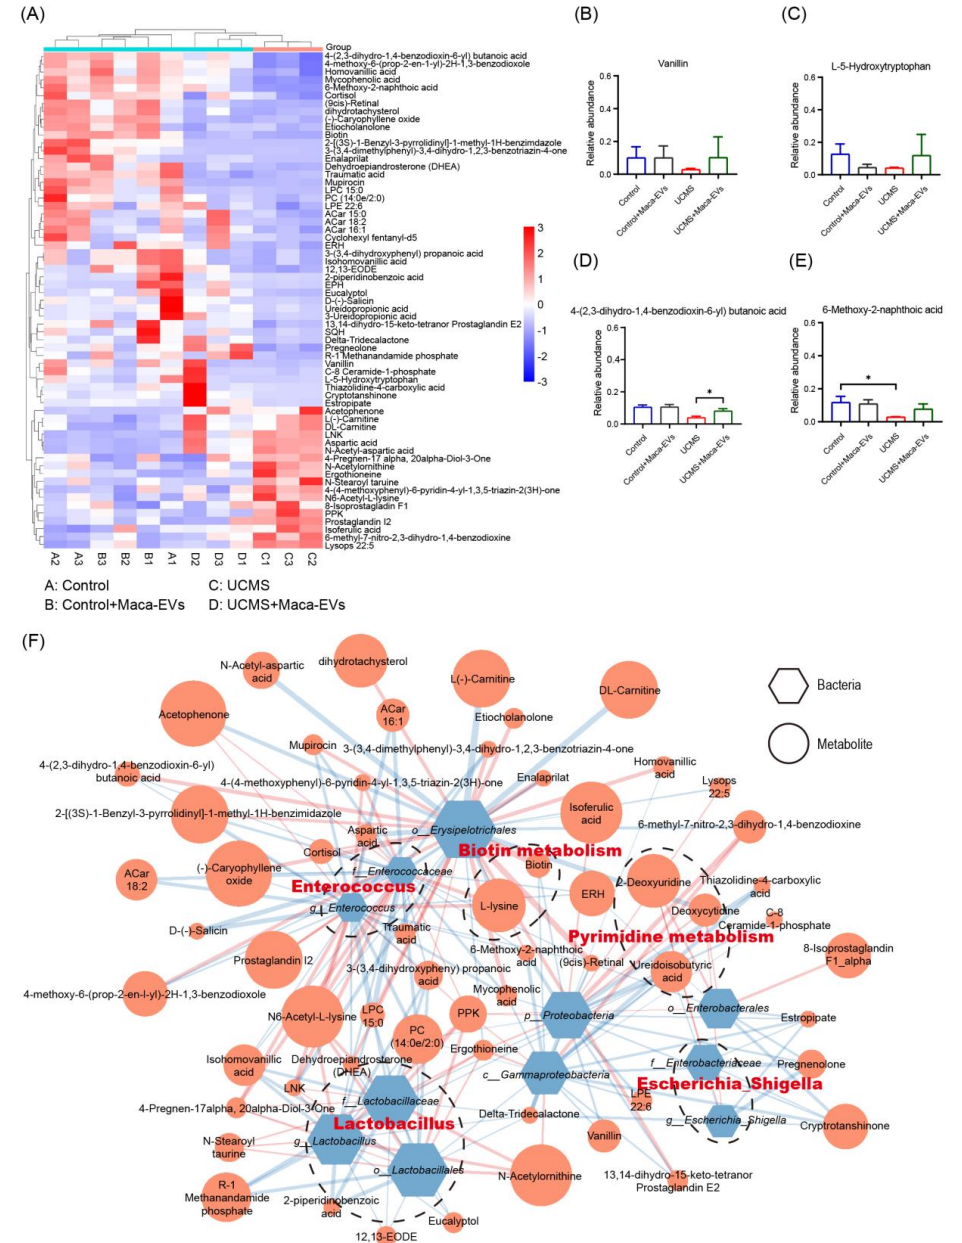 (A)
Group
4-(2,3-dihydro-1,4-benzodioxin-6-yl) butanoic acid
4-methoxy-6-(prop-2-en-1-yl)-2H-1,3-benzodioxole
Homovanillic acid
Mycophenolic acid
6-Methoxy-2-naphthoic acid
Cortisol
(9cis)-Retinal
dihydrotachysterol
(-)-Caryophyllene oxide
Etiocholanolone
Biotin
2-[(3S)-1-Benzyl-3-pyrrolidinyl]-1-methyl-1H-benzimdazole
3-(3,4-dimethylphenyl)-3,4-dihydro-1,2,3-benzotriazin-4-one
Enalaprilat
Dehydroepiandrosterone (DHEA)
Traumatic acid
Mupirocin
LPC 15:0
PC (14:0e/2:0)
LPE 22:6
ACar 15:0
ACar 18:2
ACar 16:1
Cyclohexyl fentanyl-d5
ERH
3-(3,4-dihydroxyphenyl) propanoic acid
Isohomovanillic acid
12,13-EODE
2-piperidinobenzoic acid
EPH
Eucalyptol
D-(-)-Salicin
Ureidopropionic acid
3-Ureidopropionic acid
13,14-dihydro-15-keto-tetranor Prostaglandin E2
SQH
Delta-Tridecalactone
Pregneolone
R-1 Methanandamide phosphate
Vanillin
C-8 Ceramide-1-phosphate
L-5-Hydroxytryptophan
Thiazolidine-4-carboxylic acid
Cryptotanshinone
Estropipate
Acetophenone
L(-)-Carnitine
DL-Carnitine
LNK
Aspartic acid
N-Acetyl-aspartic acid
4-Pregnen-17 alpha, 20alpha-Diol-3-One
N-Acetylornithine
Ergothioneine
N-Stearoyl taruine
4-(4-methoxyphenyl)-6-pyridin-4-yl-1,3,5-triazin-2(3H)-one
N6-Acetyl-L-lysine
8-Isoprostagladin F1
PPK
Prostaglandin I2
Isoferulic acid
6-methyl-7-nitro-2,3-dihydro-1,4-benzodioxine
Lysops 22:5
3
2
1
0
-1
-2
-3
A2 A3 B3 B2 B1 A1 D2 D3 D1 C1 C3 C2
A: Control C: UCMS
B: Control+Maca-EVs D: UCMS+Maca-EVs
(B)
Vanillin
Relative abundance
0.6
0.4
0.2
0.0
Control
Control+Maca-EVs
UCMS
UCMS+Maca-EVs
(C)
L-5-Hydroxytryptophan
Relative abundance
0.6
0.4
0.2
0.0
Control
Control+Maca-EVs
UCMS
UCMS+Maca-EVs
(D)
4-(2,3-dihydro-1,4-benzodioxin-6-yl) butanoic acid
Relative abundance
0.6
0.4
0.2
0.0
*
Control
Control+Maca-EVs
UCMS
UCMS+Maca-EVs
(E)
6-Methoxy-2-naphthoic acid
Relative abundance
0.6
0.4
0.2
0.0
*
Control
Control+Maca-EVs
UCMS
UCMS+Maca-EVs
(F)
N-Acetyl-aspartic
acid
dihydrotachysterol
L(-)-Carnitine
DL-Carnitine
Bacteria
Metabolite
Acetophenone
ACar
16:1
Etiocholanolone
Mupirocin
3-(3,4-dimethylphenyl)-3,4-dihydro-1,2,3-benzotriazin-4-one
4-(2,3-dihydro-1,4-benzodioxin-6-yl)
butanoic acid
4-(4-methoxyphenyl)-6-pyridin-4-yl-1,3,5-triazin-2(3H)-one
Enalaprilat
Homovanillic
acid
Lysops
22:5
2-[(3S)-1-Benzyl-3-pyrrolidinyl]-1-methyl-1H-benzimidazole
Isoferulic
acid
6-methyl-7-nitro-2,3-dihydro-1,4-benzodioxine
Aspartic
acid
o__Erysipelotrichales
Cortisol
Biotin metabolism
ACar
18:2
(-)-Caryophyllene
oxide
f__Enterococcaceae
Biotin
Enterococcus
g__Enterococcus
L-lysine
ERH
2-Deoxyuridine
Thiazolidine-4-carboxylic
acid
Deoxycytidine
C-8
Ceramide-1-phosphate
D-(-)-Salicin
Traumatic
acid
Pyrimidine metabolism
Prostaglandin I2
6-Methoxy-2-naphthoic
acid
(9cis)-Retinal
Ureidoisobutyric
acid
8-Isoprostaglandin
F1_alpha
3-(3,4-dihydroxypheny) propanoic
acid
4-methoxy-6-(prop-2-en-l-yl)-2H-1,3-benzodioxole
Mycophenolic
acid
N6-Acetyl-L-lysine
LPC
15:0
PPK
p__Proteobacteria
o__Enterobacterales
Estropipate
PC
(14:0e/2:0)
Isohomovanillic
acid
Dehydroepiandrosterone
(DHEA)
Ergothioneine
c__Gammaproteobacteria
f__Enterobacteriaceae
Pregnenolone
Escherichia_Shigella
LNK
f__Lactobacillaceae
LPE
22:6
4-Pregnen-17alpha, 20alpha-Diol-3-One
Delta-Tridecalactone
g__Escherichia_Shigella
Lactobacillus
Cryptotanshinone
N-Stearoyl
taurine
g__Lactobacillus
Vanillin
o__Lactobacillales
N-Acetylornithine
13,14-dihydro-15-keto-tetranor
Prostaglandin E2
R-1
Methanandamide
phosphate
2-piperidinobenzoic
acid
Eucalyptol
12,13-EODE